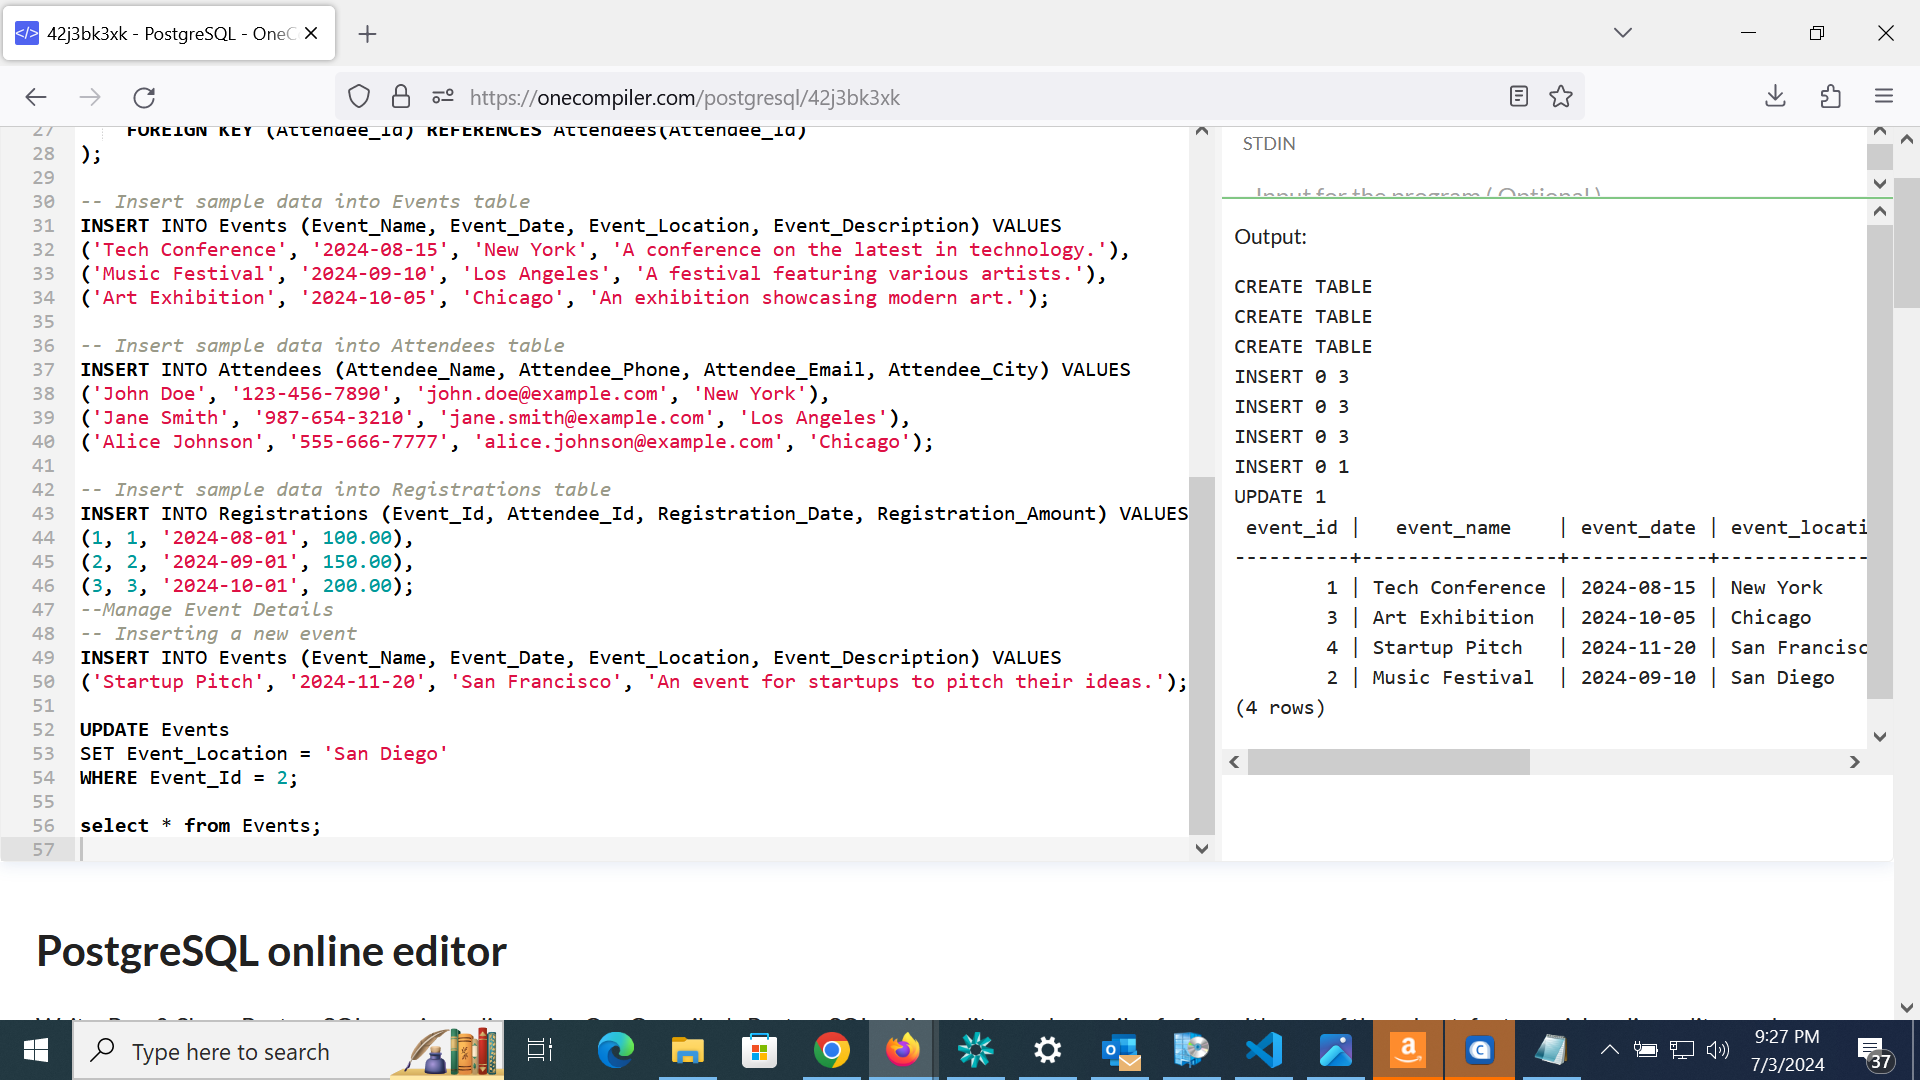 42j3bk3xk - PostgreSQL - OneC
https://onecompiler.com/postgresql/42j3bk3xk
27 FOREIGN KEY (Attendee_Id) REFERENCES Attendees(Attendee_Id)
28 );
29
30 -- Insert sample data into Events table
31 INSERT INTO Events (Event_Name, Event_Date, Event_Location, Event_Description) VALUES
32 ('Tech Conference', '2024-08-15', 'New York', 'A conference on the latest in technology.'),
33 ('Music Festival', '2024-09-10', 'Los Angeles', 'A festival featuring various artists.'),
34 ('Art Exhibition', '2024-10-05', 'Chicago', 'An exhibition showcasing modern art.');
35
36 -- Insert sample data into Attendees table
37 INSERT INTO Attendees (Attendee_Name, Attendee_Phone, Attendee_Email, Attendee_City) VALUES
38 ('John Doe', '123-456-7890', 'john.doe@example.com', 'New York'),
39 ('Jane Smith', '987-654-3210', 'jane.smith@example.com', 'Los Angeles'),
40 ('Alice Johnson', '555-666-7777', 'alice.johnson@example.com', 'Chicago');
41
42 -- Insert sample data into Registrations table
43 INSERT INTO Registrations (Event_Id, Attendee_Id, Registration_Date, Registration_Amount) VALUES
44 (1, 1, '2024-08-01', 100.00),
45 (2, 2, '2024-09-01', 150.00),
46 (3, 3, '2024-10-01', 200.00);
47 --Manage Event Details
48 -- Inserting a new event
49 INSERT INTO Events (Event_Name, Event_Date, Event_Location, Event_Description) VALUES
50 ('Startup Pitch', '2024-11-20', 'San Francisco', 'An event for startups to pitch their ideas.');
51
52 UPDATE Events
53 SET Event_Location = 'San Diego'
54 WHERE Event_Id = 2;
55
56 select * from Events;
57
STDIN
Input for the program ( Optional )
Output:
CREATE TABLE
CREATE TABLE
CREATE TABLE
INSERT 0 3
INSERT 0 3
INSERT 0 3
INSERT 0 1
UPDATE 1
event_id | event_name | event_date | event_locati
----------+-----------------+------------+-------------
1 | Tech Conference | 2024-08-15 | New York
3 | Art Exhibition | 2024-10-05 | Chicago
4 | Startup Pitch | 2024-11-20 | San Francisc
2 | Music Festival | 2024-09-10 | San Diego
(4 rows)
PostgreSQL online editor
Type here to search
9:27 PM
7/3/2024
37